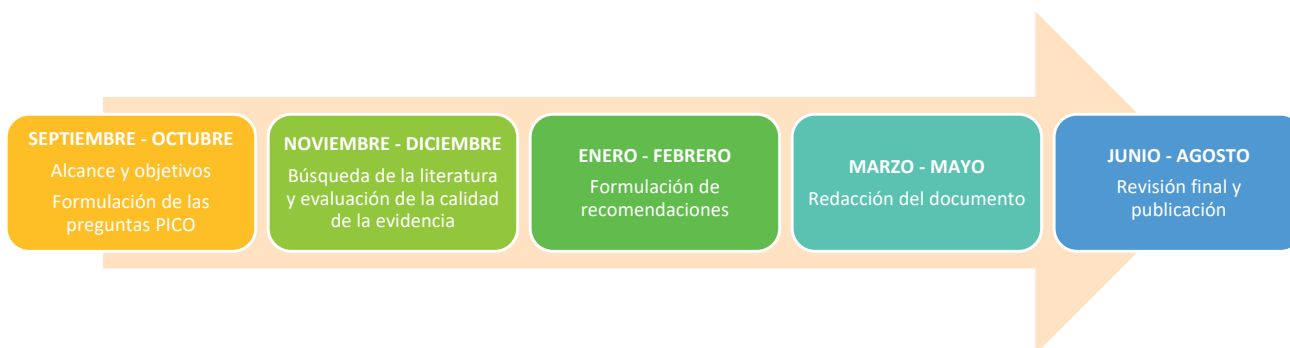 SEPTIEMBRE - OCTUBRE
Alcance y objetivos
Formulación de las
preguntas PICO
NOVIEMBRE - DICIEMBRE
Búsqueda de la literatura
y evaluación de la calidad
de la evidencia
ENERO - FEBRERO
Formulación de
recomendaciones
MARZO - MAYO
Redacción del documento
JUNIO - AGOSTO
Revisión final y
publicación